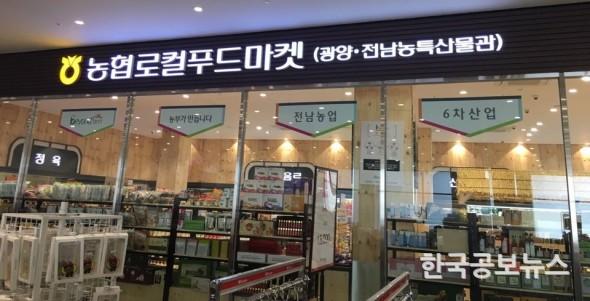 농협로컬푸드마켓 (광양·전남농특산물관)
농부가 만듭니다
전남농업
6차산업
정육
한국공보뉴스